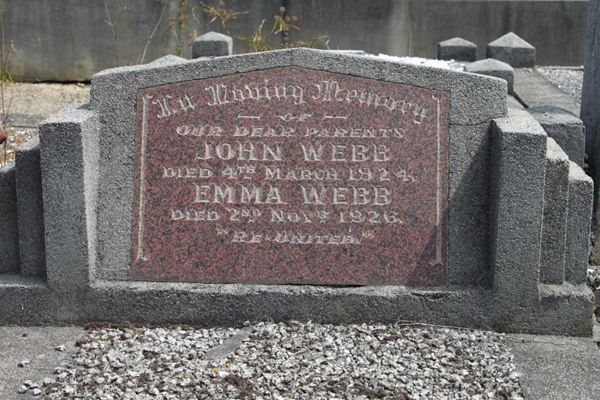 In Loving Memory
OF
OUR DEAR PARENTS
JOHN WEBB
DIED 4TH MARCH 1924.
EMMA WEBB
DIED 2ND NOVR 1926.
"RE-UNITED."